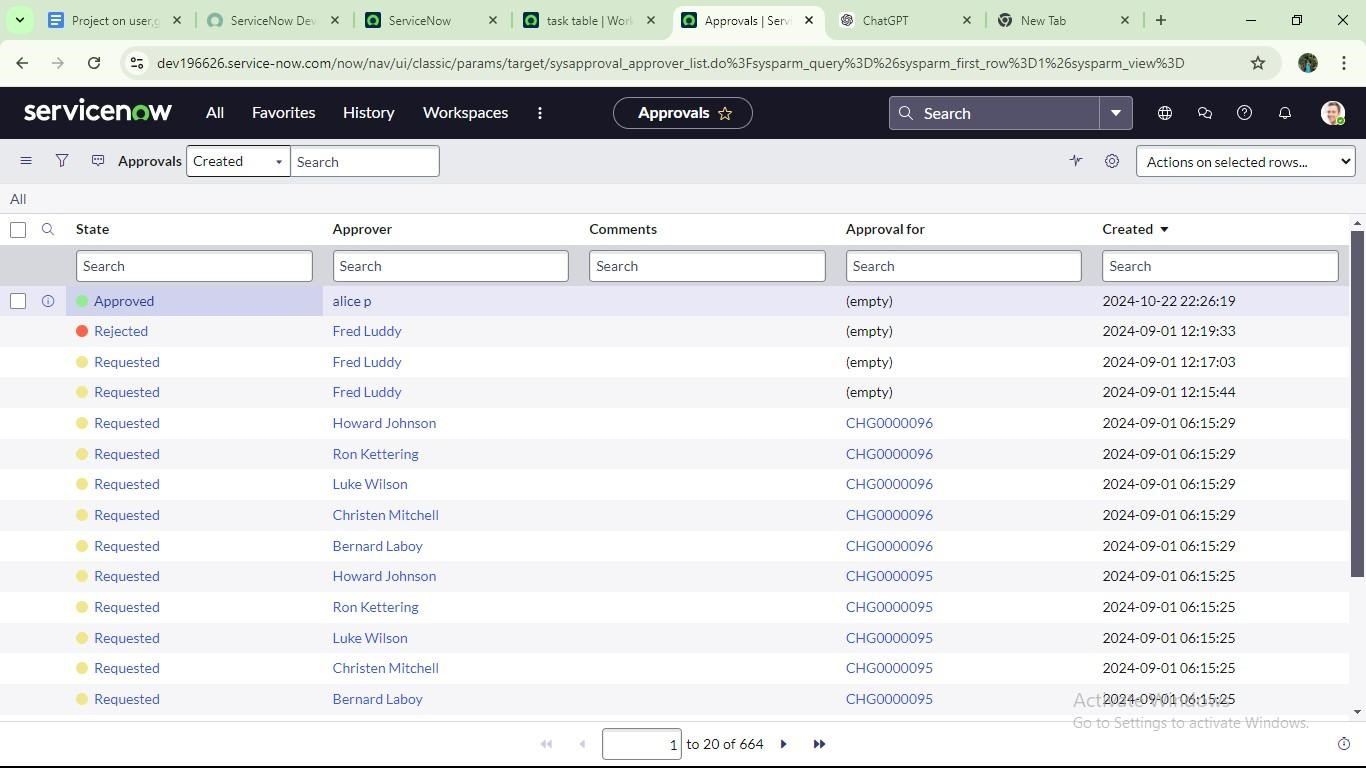 Project on user,g
ServiceNow Dev
ServiceNow
task table | Work
Approvals | Serv
ChatGPT
New Tab
dev196626.service-now.com/now/nav/ui/classic/params/target/sysapproval_approver_list.do%3Fsysparm_query%3D%26sysparm_first_row%3D1%26sysparm_view%3D
servicenow All Favorites History Workspaces Approvals Search
Approvals Created Search Actions on selected rows...
All
State Approver Comments Approval for Created
Search Search Search Search Search
Approved alice p (empty) 2024-10-22 22:26:19
Rejected Fred Luddy (empty) 2024-09-01 12:19:33
Requested Fred Luddy (empty) 2024-09-01 12:17:03
Requested Fred Luddy (empty) 2024-09-01 12:15:44
Requested Howard Johnson CHG0000096 2024-09-01 06:15:29
Requested Ron Kettering CHG0000096 2024-09-01 06:15:29
Requested Luke Wilson CHG0000096 2024-09-01 06:15:29
Requested Christen Mitchell CHG0000096 2024-09-01 06:15:29
Requested Bernard Laboy CHG0000096 2024-09-01 06:15:29
Requested Howard Johnson CHG0000095 2024-09-01 06:15:25
Requested Ron Kettering CHG0000095 2024-09-01 06:15:25
Requested Luke Wilson CHG0000095 2024-09-01 06:15:25
Requested Christen Mitchell CHG0000095 2024-09-01 06:15:25
Requested Bernard Laboy CHG0000095 2024-09-01 06:15:25
Activate Windows
Go to Settings to activate Windows.
1 to 20 of 664